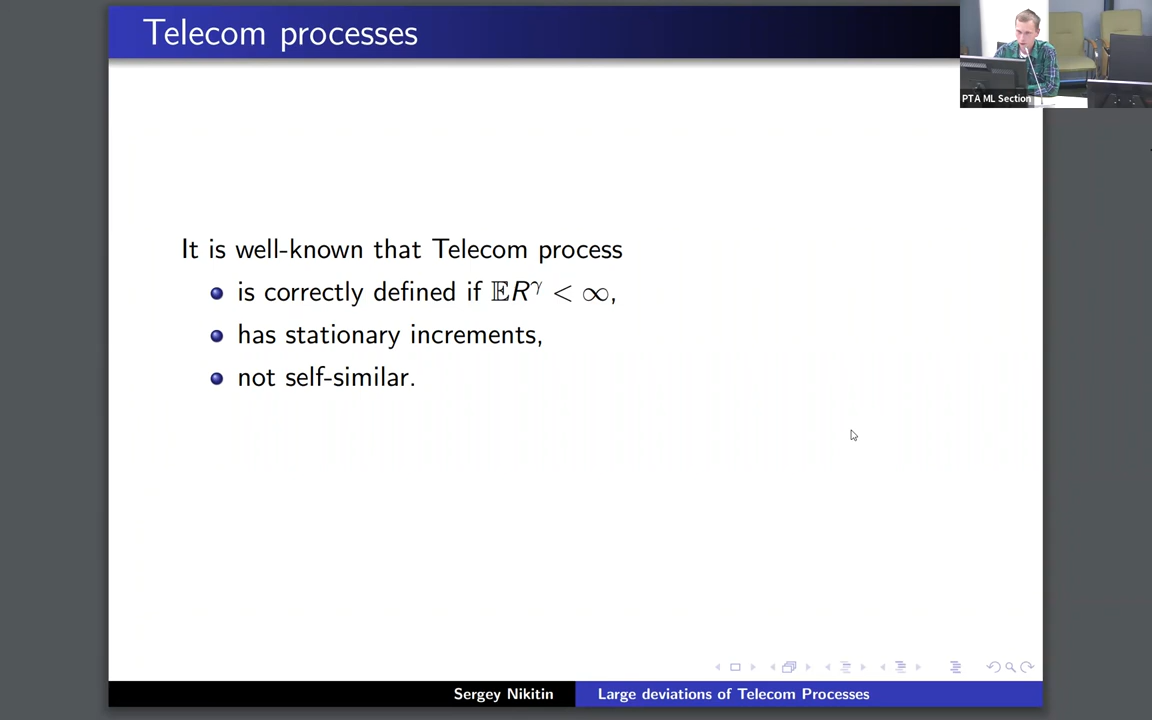 Telecom processes
PTA ML Section
It is well-known that Telecom process
is correctly defined if 𝔼R^γ < ∞,
has stationary increments,
not self-similar.
Sergey Nikitin
Large deviations of Telecom Processes